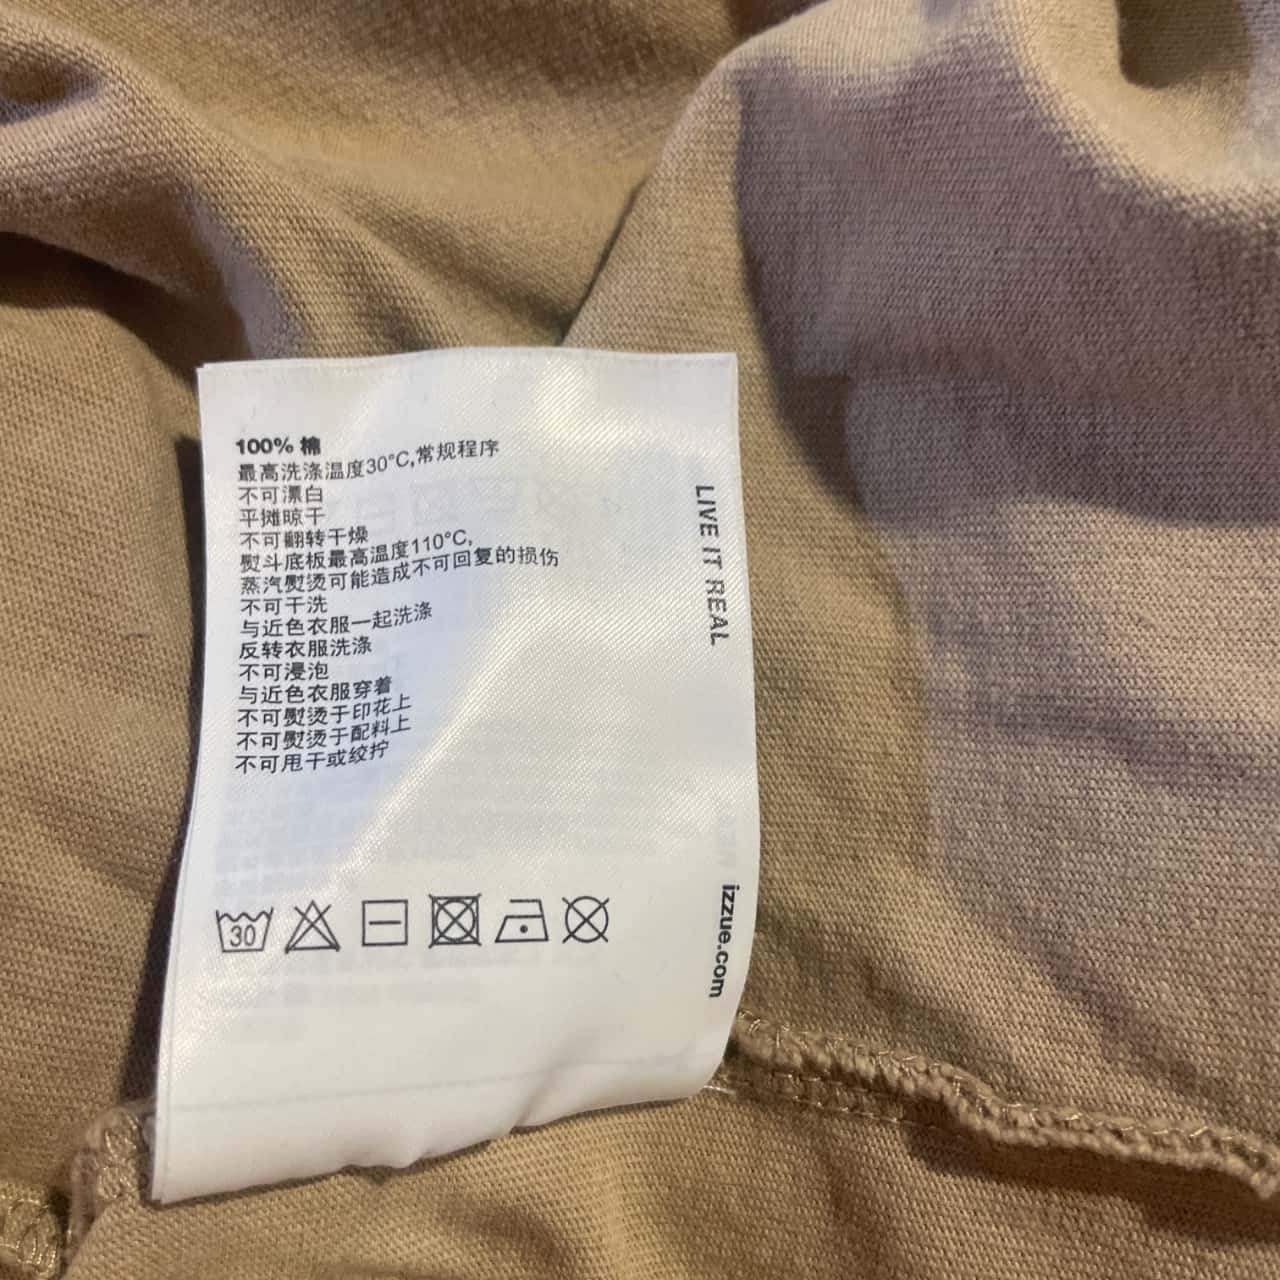 100% 棉
最高洗涤温度30°C,常规程序
不可漂白
平摊晾干
不可翻转干燥
熨斗底板最高温度110°C,
蒸汽熨烫可能造成不可回复的损伤
不可干洗
与近色衣服一起洗涤
反转衣服洗涤
不可浸泡
与近色衣服穿着
不可熨烫于印花上
不可熨烫于配料上
不可甩干或绞拧
30
LIVE IT REAL
izzue.com